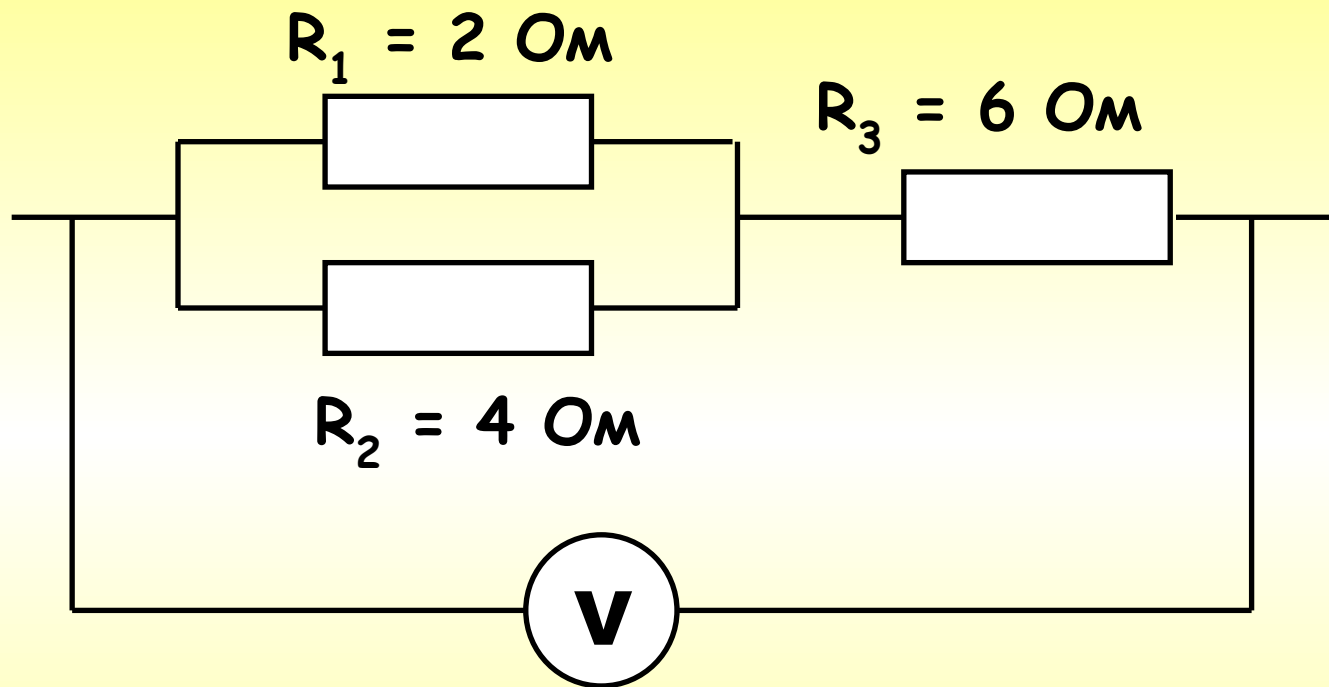 R₁ = 2 Ом
R₃ = 6 Ом
R₂ = 4 Ом
V